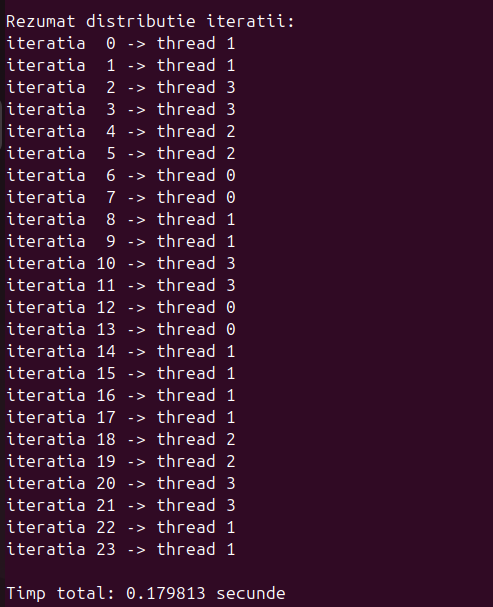 Rezumat distributie iteratii:
iteratia  0 -> thread 1
iteratia  1 -> thread 1
iteratia  2 -> thread 3
iteratia  3 -> thread 3
iteratia  4 -> thread 2
iteratia  5 -> thread 2
iteratia  6 -> thread 0
iteratia  7 -> thread 0
iteratia  8 -> thread 1
iteratia  9 -> thread 1
iteratia 10 -> thread 3
iteratia 11 -> thread 3
iteratia 12 -> thread 0
iteratia 13 -> thread 0
iteratia 14 -> thread 1
iteratia 15 -> thread 1
iteratia 16 -> thread 1
iteratia 17 -> thread 1
iteratia 18 -> thread 2
iteratia 19 -> thread 2
iteratia 20 -> thread 3
iteratia 21 -> thread 3
iteratia 22 -> thread 1
iteratia 23 -> thread 1
Timp total: 0.179813 secunde